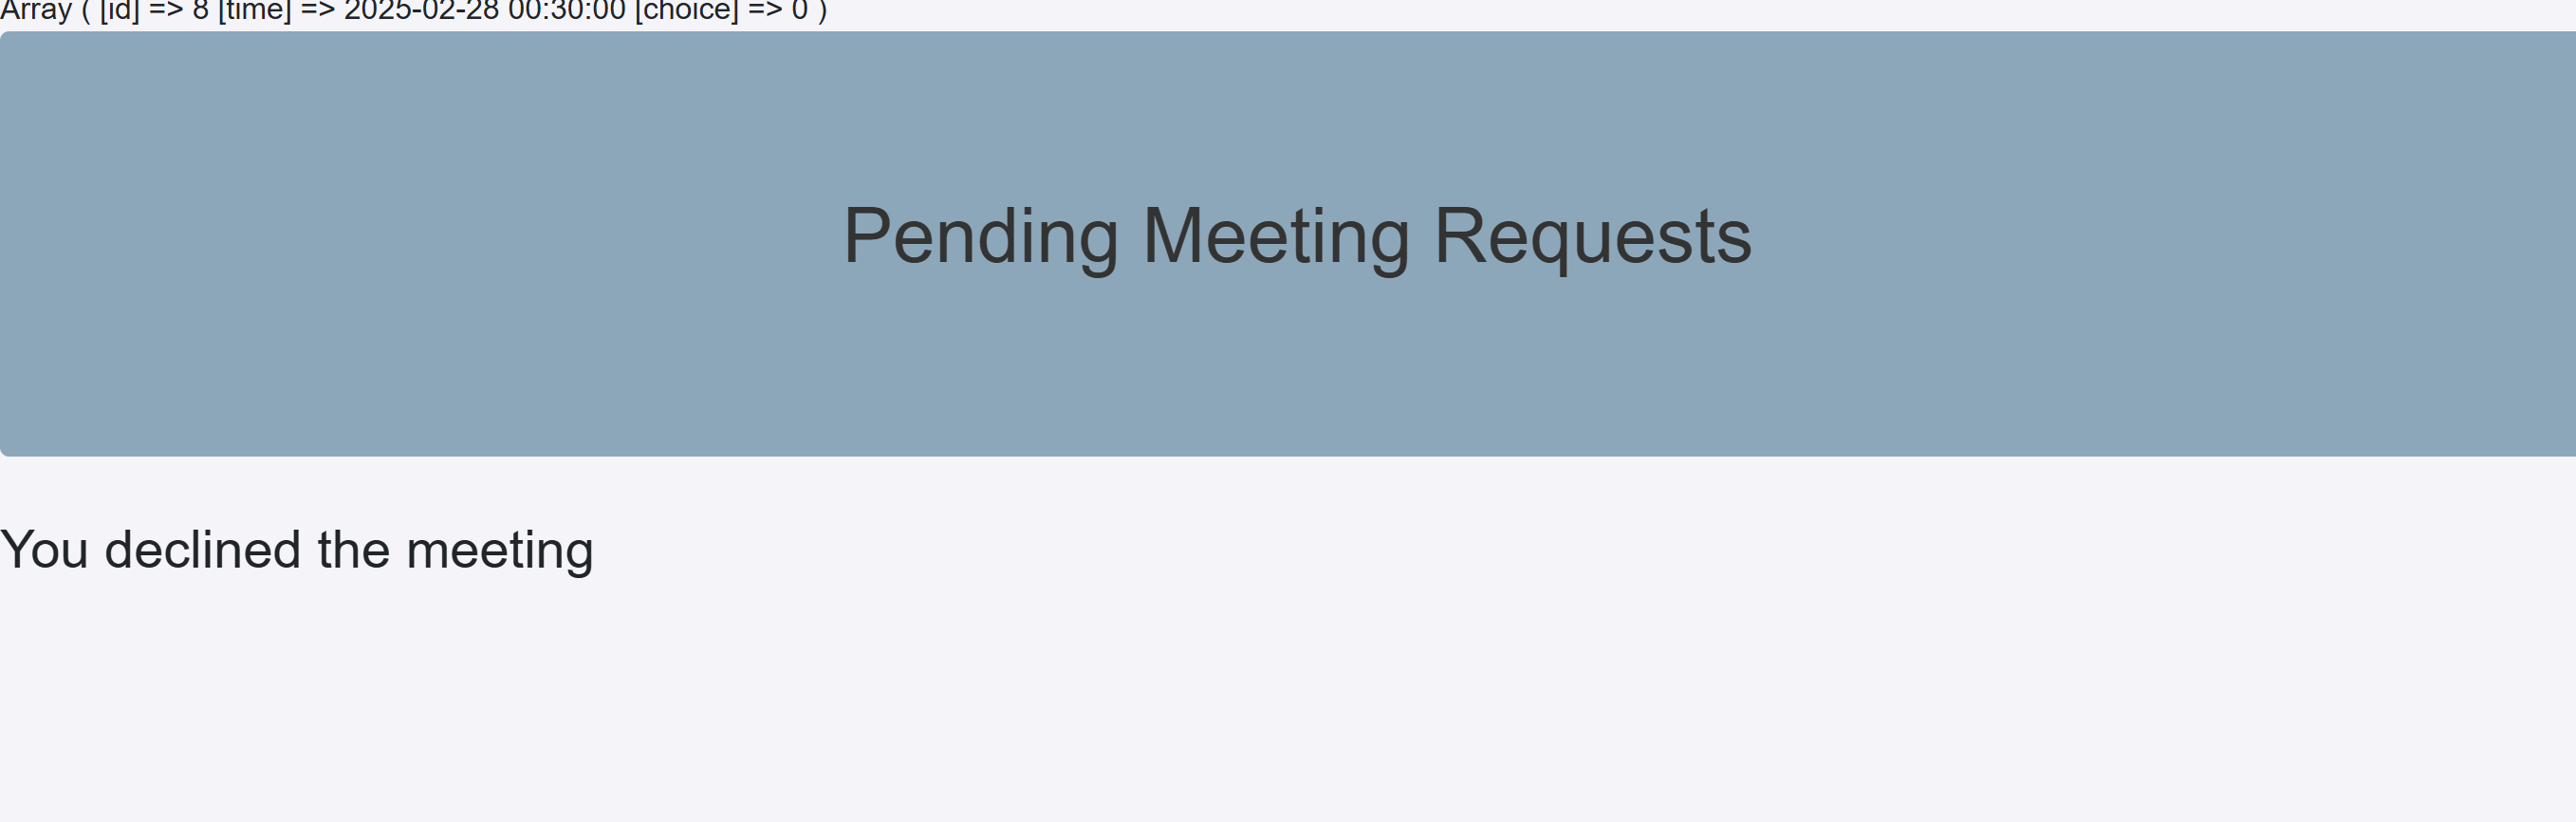 Array ( [id] => 8 [time] => 2025-02-28 00:30:00 [choice] => 0 )
Pending Meeting Requests
You declined the meeting